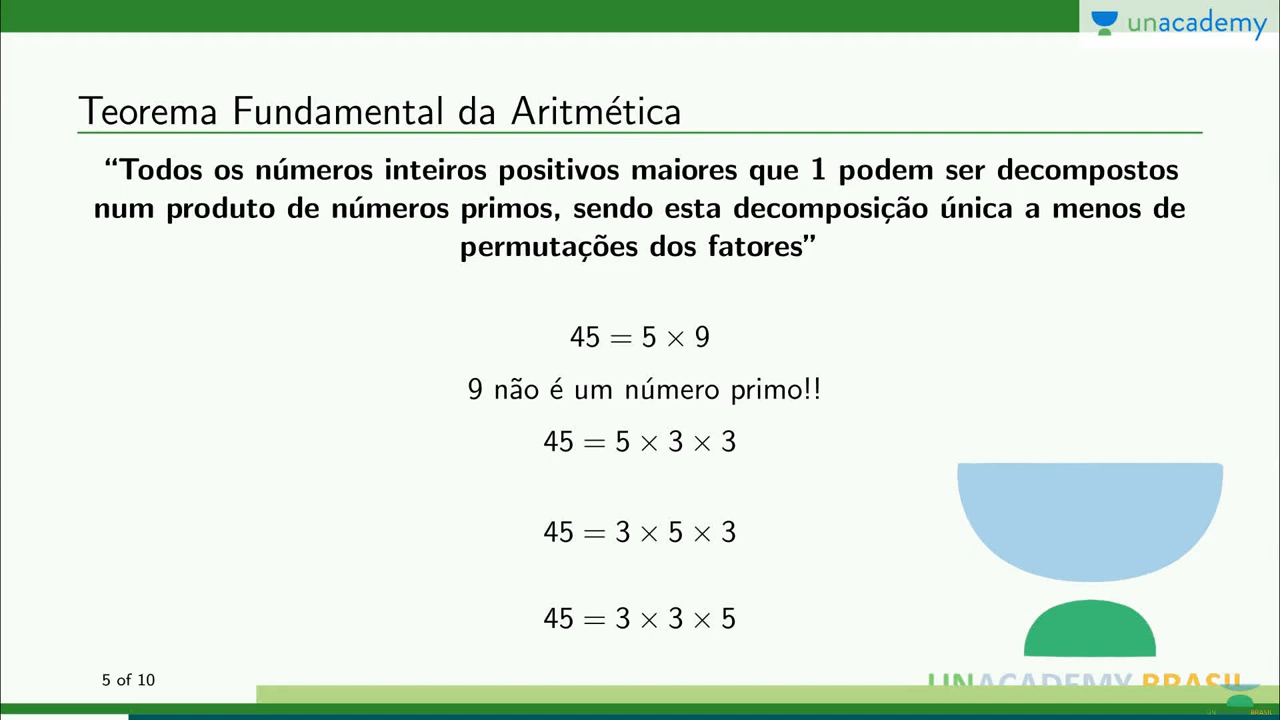 unacademy
Teorema Fundamental da Aritmética
“Todos os números inteiros positivos maiores que 1 podem ser decompostos
num produto de números primos, sendo esta decomposição única a menos de
permutações dos fatores”
45 = 5 × 9
9 não é um número primo!!
45 = 5 × 3 × 3
45 = 3 × 5 × 3
45 = 3 × 3 × 5
5 of 10
UNACADEMY BRASIL
BRASIL